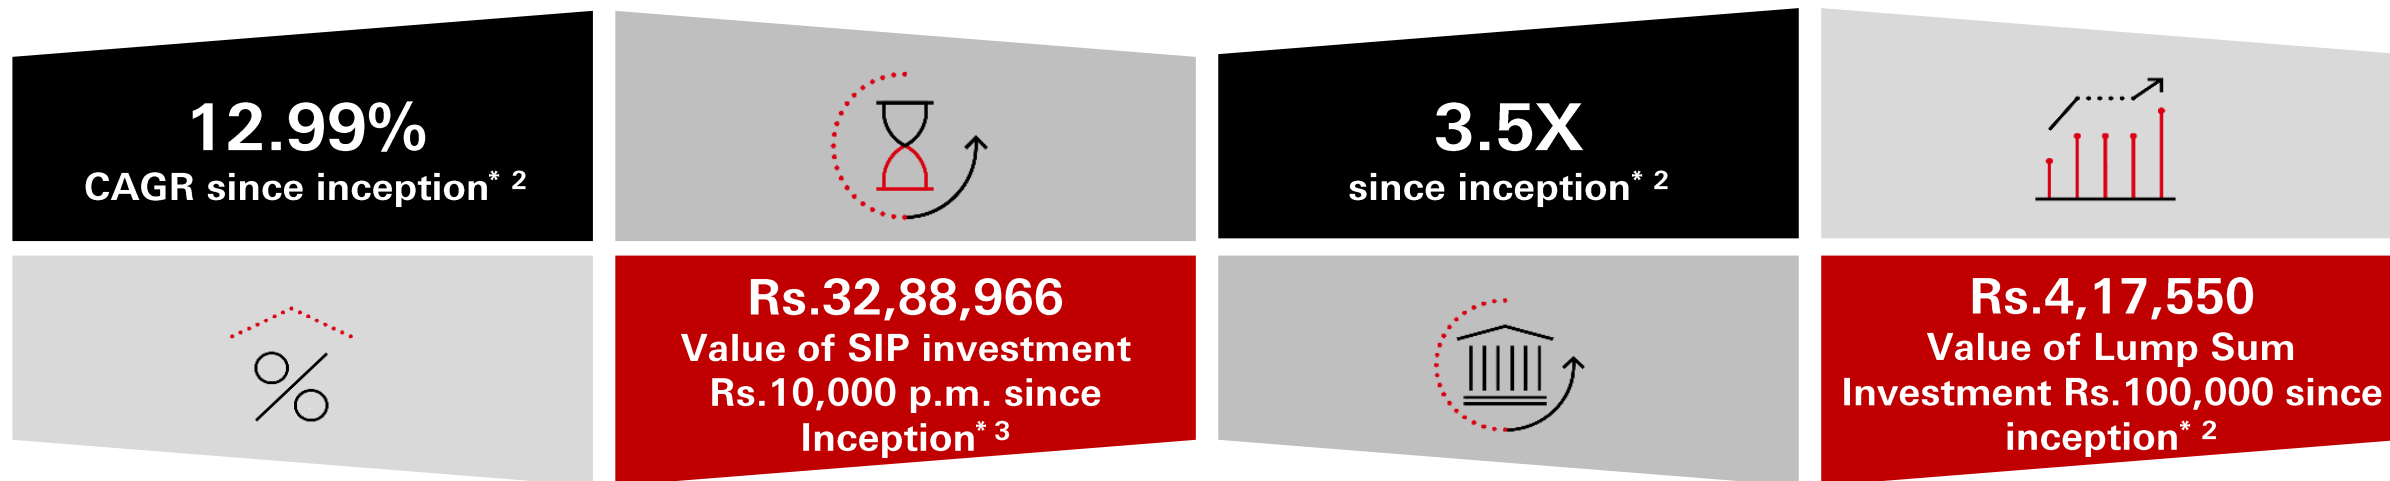 12.99%
CAGR since inception* 2
3.5X
since inception* 2
Rs.32,88,966
Value of SIP investment
Rs.10,000 p.m. since
Inception* 3
Rs.4,17,550
Value of Lump Sum
Investment Rs.100,000 since
inception* 2